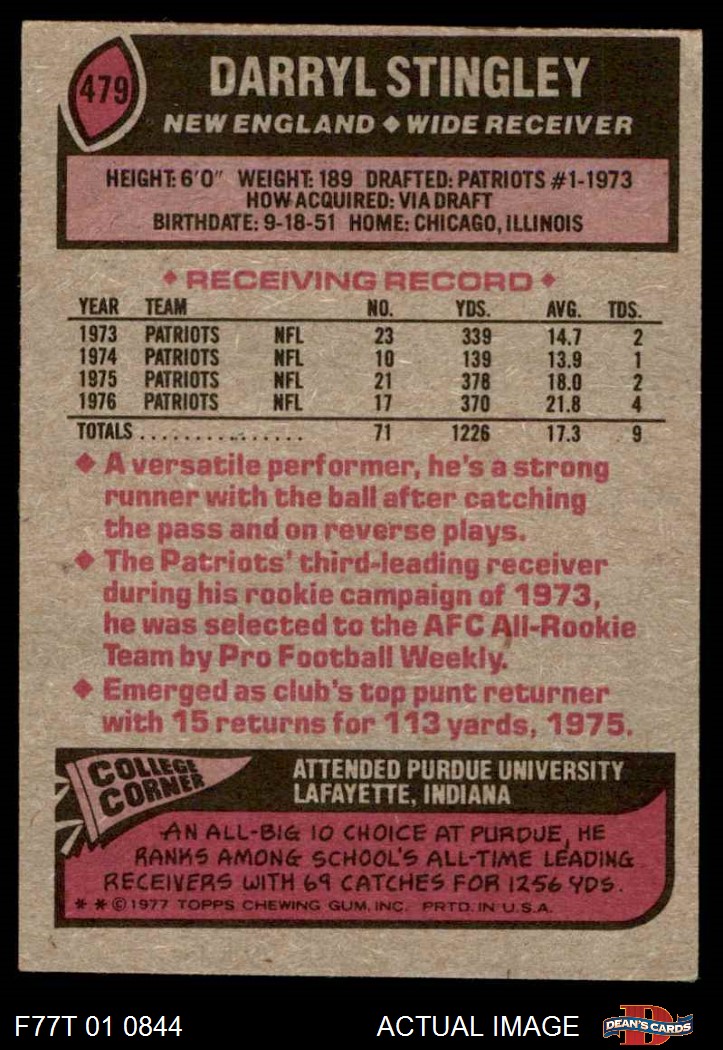 479
DARRYL STINGLEY
NEW ENGLAND ◆ WIDE RECEIVER
HEIGHT: 6'0" WEIGHT: 189 DRAFTED: PATRIOTS #1-1973
HOW ACQUIRED: VIA DRAFT
BIRTHDATE: 9-18-51 HOME: CHICAGO, ILLINOIS
◆ RECEIVING RECORD ◆
YEAR TEAM NO. YDS. AVG. TDS.
1973 PATRIOTS NFL 23 339 14.7 2
1974 PATRIOTS NFL 10 139 13.9 1
1975 PATRIOTS NFL 21 378 18.0 2
1976 PATRIOTS NFL 17 370 21.8 4
TOTALS ................ 71 1226 17.3 9
◆ A versatile performer, he's a strong
runner with the ball after catching
the pass and on reverse plays.
◆ The Patriots' third-leading receiver
during his rookie campaign of 1973,
he was selected to the AFC All-Rookie
Team by Pro Football Weekly.
◆ Emerged as club's top punt returner
with 15 returns for 113 yards, 1975.
COLLEGE
CORNER
ATTENDED PURDUE UNIVERSITY
LAFAYETTE, INDIANA
AN ALL-BIG 10 CHOICE AT PURDUE, HE
RANKS AMONG SCHOOL'S ALL-TIME LEADING
RECEIVERS WITH 69 CATCHES FOR 1256 YDS.
* * © 1977 TOPPS CHEWING GUM, INC. PRTD. IN U.S.A.
F77T 01 0844 ACTUAL IMAGE
D
DEAN'S CARDS